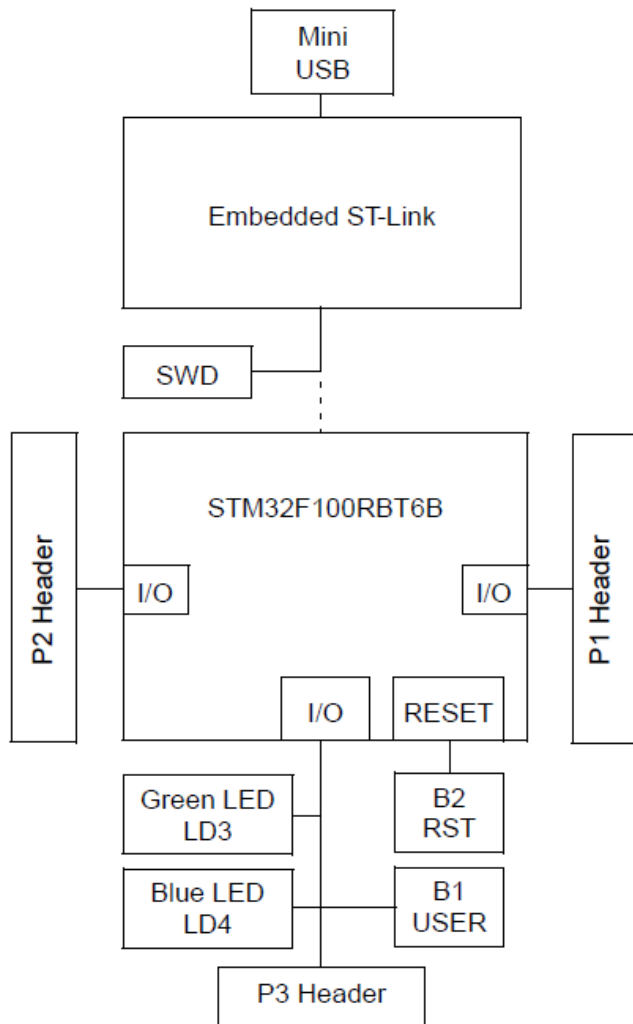 Mini
USB
Embedded ST-Link
SWD
STM32F100RBT6B
P2 Header
I/O
I/O
P1 Header
I/O
RESET
Green LED
LD3
B2
RST
Blue LED
LD4
B1
USER
P3 Header